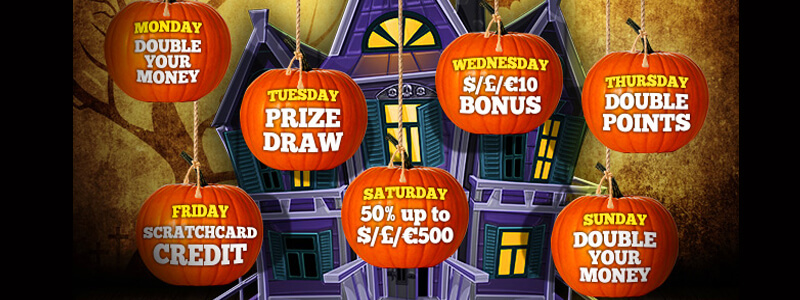 MONDAY
DOUBLE
YOUR
MONEY
TUESDAY
PRIZE
DRAW
WEDNESDAY
$/£/€10
BONUS
THURSDAY
DOUBLE
POINTS
FRIDAY
SCRATCHCARD
CREDIT
SATURDAY
50% up to
$/£/€500
SUNDAY
DOUBLE
YOUR
MONEY